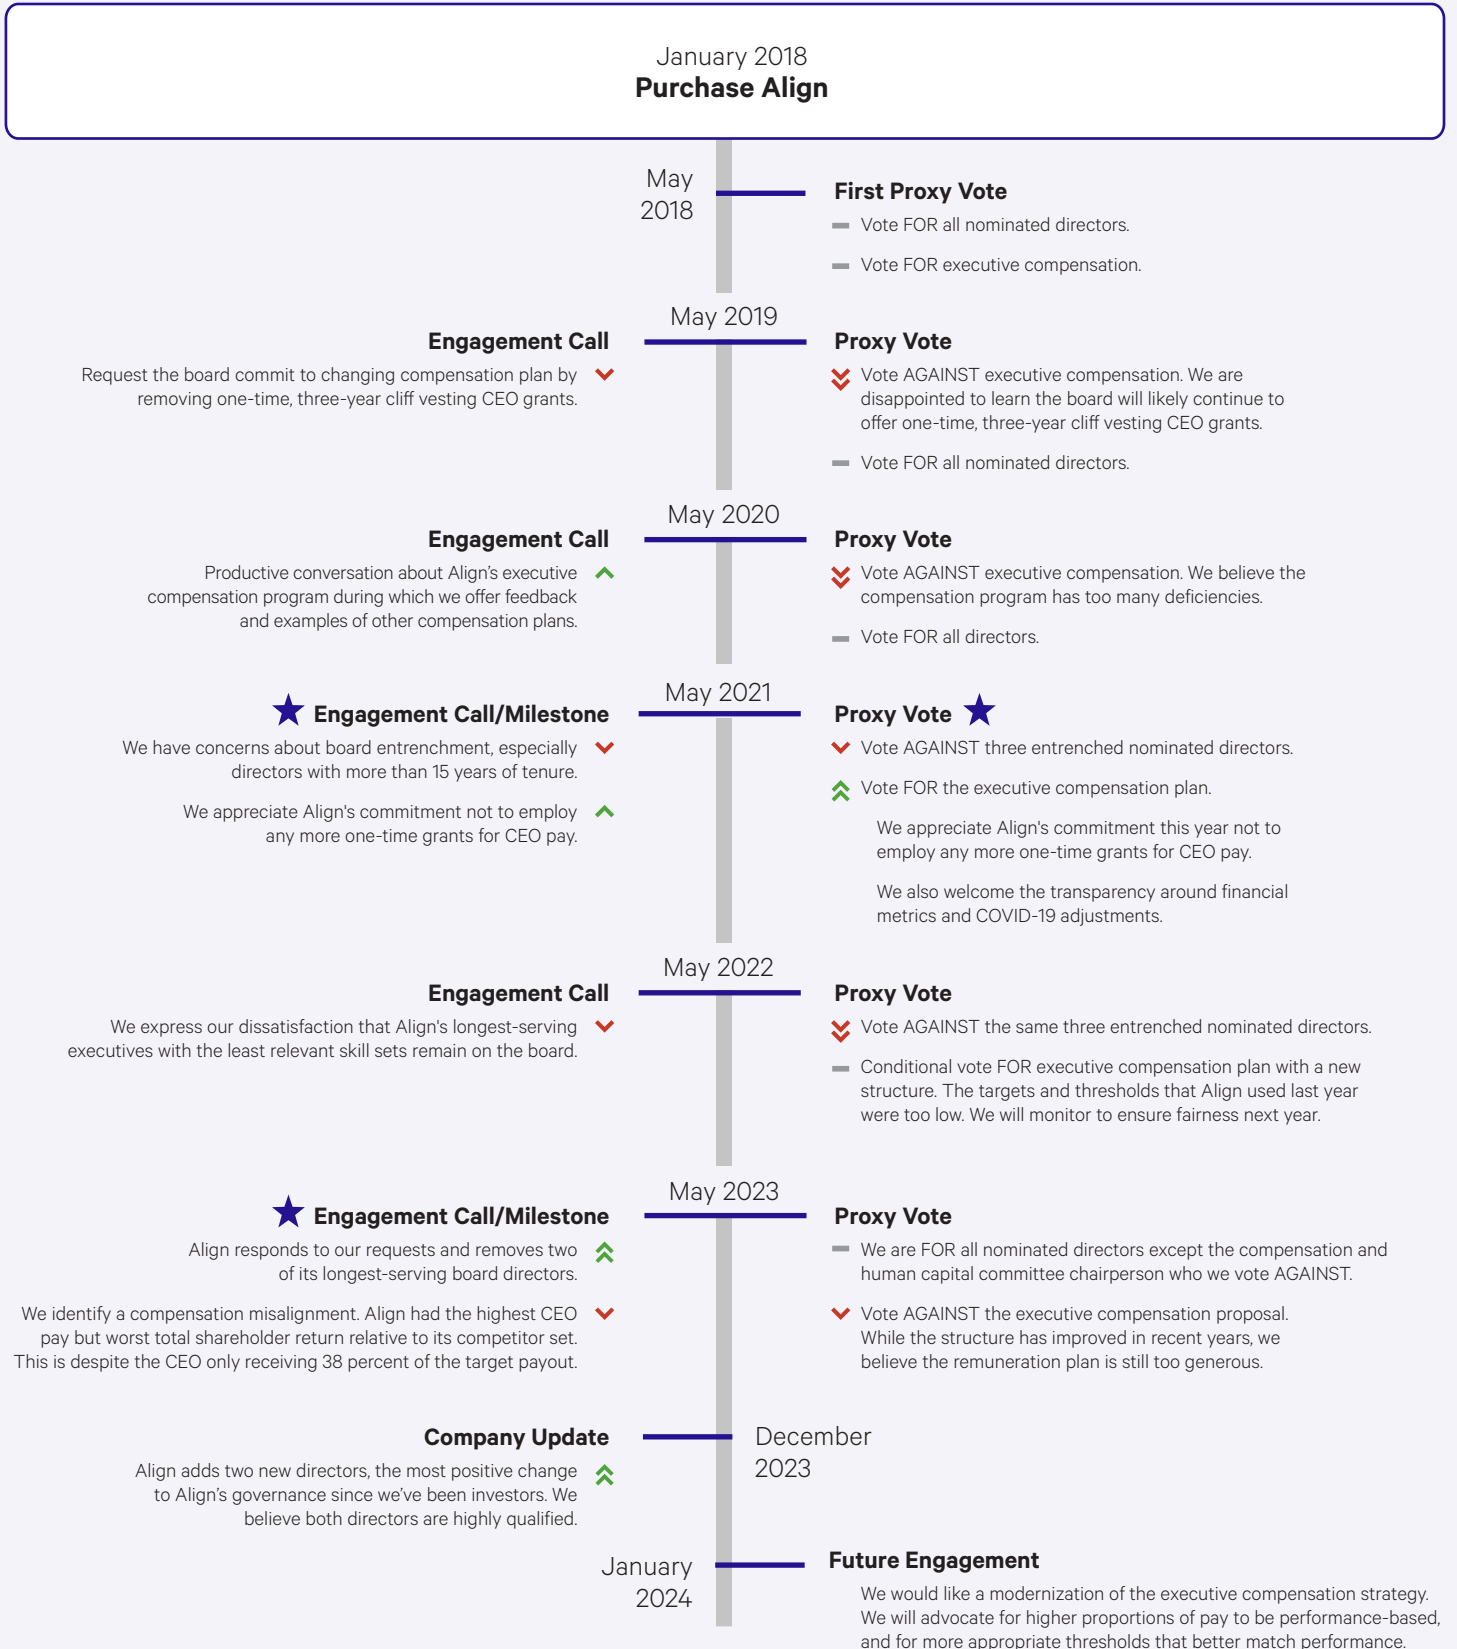 January 2018
Purchase Align
May
2018
First Proxy Vote
Vote FOR all nominated directors.
Vote FOR executive compensation.
May 2019
Engagement Call
Request the board commit to changing compensation plan by
removing one-time, three-year cliff vesting CEO grants.
Proxy Vote
Vote AGAINST executive compensation. We are
disappointed to learn the board will likely continue to
offer one-time, three-year cliff vesting CEO grants.
Vote FOR all nominated directors.
May 2020
Engagement Call
Productive conversation about Align’s executive
compensation program during which we offer feedback
and examples of other compensation plans.
Proxy Vote
Vote AGAINST executive compensation. We believe the
compensation program has too many deficiencies.
Vote FOR all directors.
May 2021
Engagement Call/Milestone
We have concerns about board entrenchment, especially
directors with more than 15 years of tenure.
We appreciate Align's commitment not to employ
any more one-time grants for CEO pay.
Proxy Vote
Vote AGAINST three entrenched nominated directors.
Vote FOR the executive compensation plan.
We appreciate Align's commitment this year not to
employ any more one-time grants for CEO pay.
We also welcome the transparency around financial
metrics and COVID-19 adjustments.
May 2022
Engagement Call
We express our dissatisfaction that Align's longest-serving
executives with the least relevant skill sets remain on the board.
Proxy Vote
Vote AGAINST the same three entrenched nominated directors.
Conditional vote FOR executive compensation plan with a new
structure. The targets and thresholds that Align used last year
were too low. We will monitor to ensure fairness next year.
May 2023
Engagement Call/Milestone
Align responds to our requests and removes two
of its longest-serving board directors.
We identify a compensation misalignment. Align had the highest CEO
pay but worst total shareholder return relative to its competitor set.
This is despite the CEO only receiving 38 percent of the target payout.
Proxy Vote
We are FOR all nominated directors except the compensation and
human capital committee chairperson who we vote AGAINST.
Vote AGAINST the executive compensation proposal.
While the structure has improved in recent years, we
believe the remuneration plan is still too generous.
Company Update
Align adds two new directors, the most positive change
to Align’s governance since we’ve been investors. We
believe both directors are highly qualified.
December
2023
January
2024
Future Engagement
We would like a modernization of the executive compensation strategy.
We will advocate for higher proportions of pay to be performance-based,
and for more appropriate thresholds that better match performance.